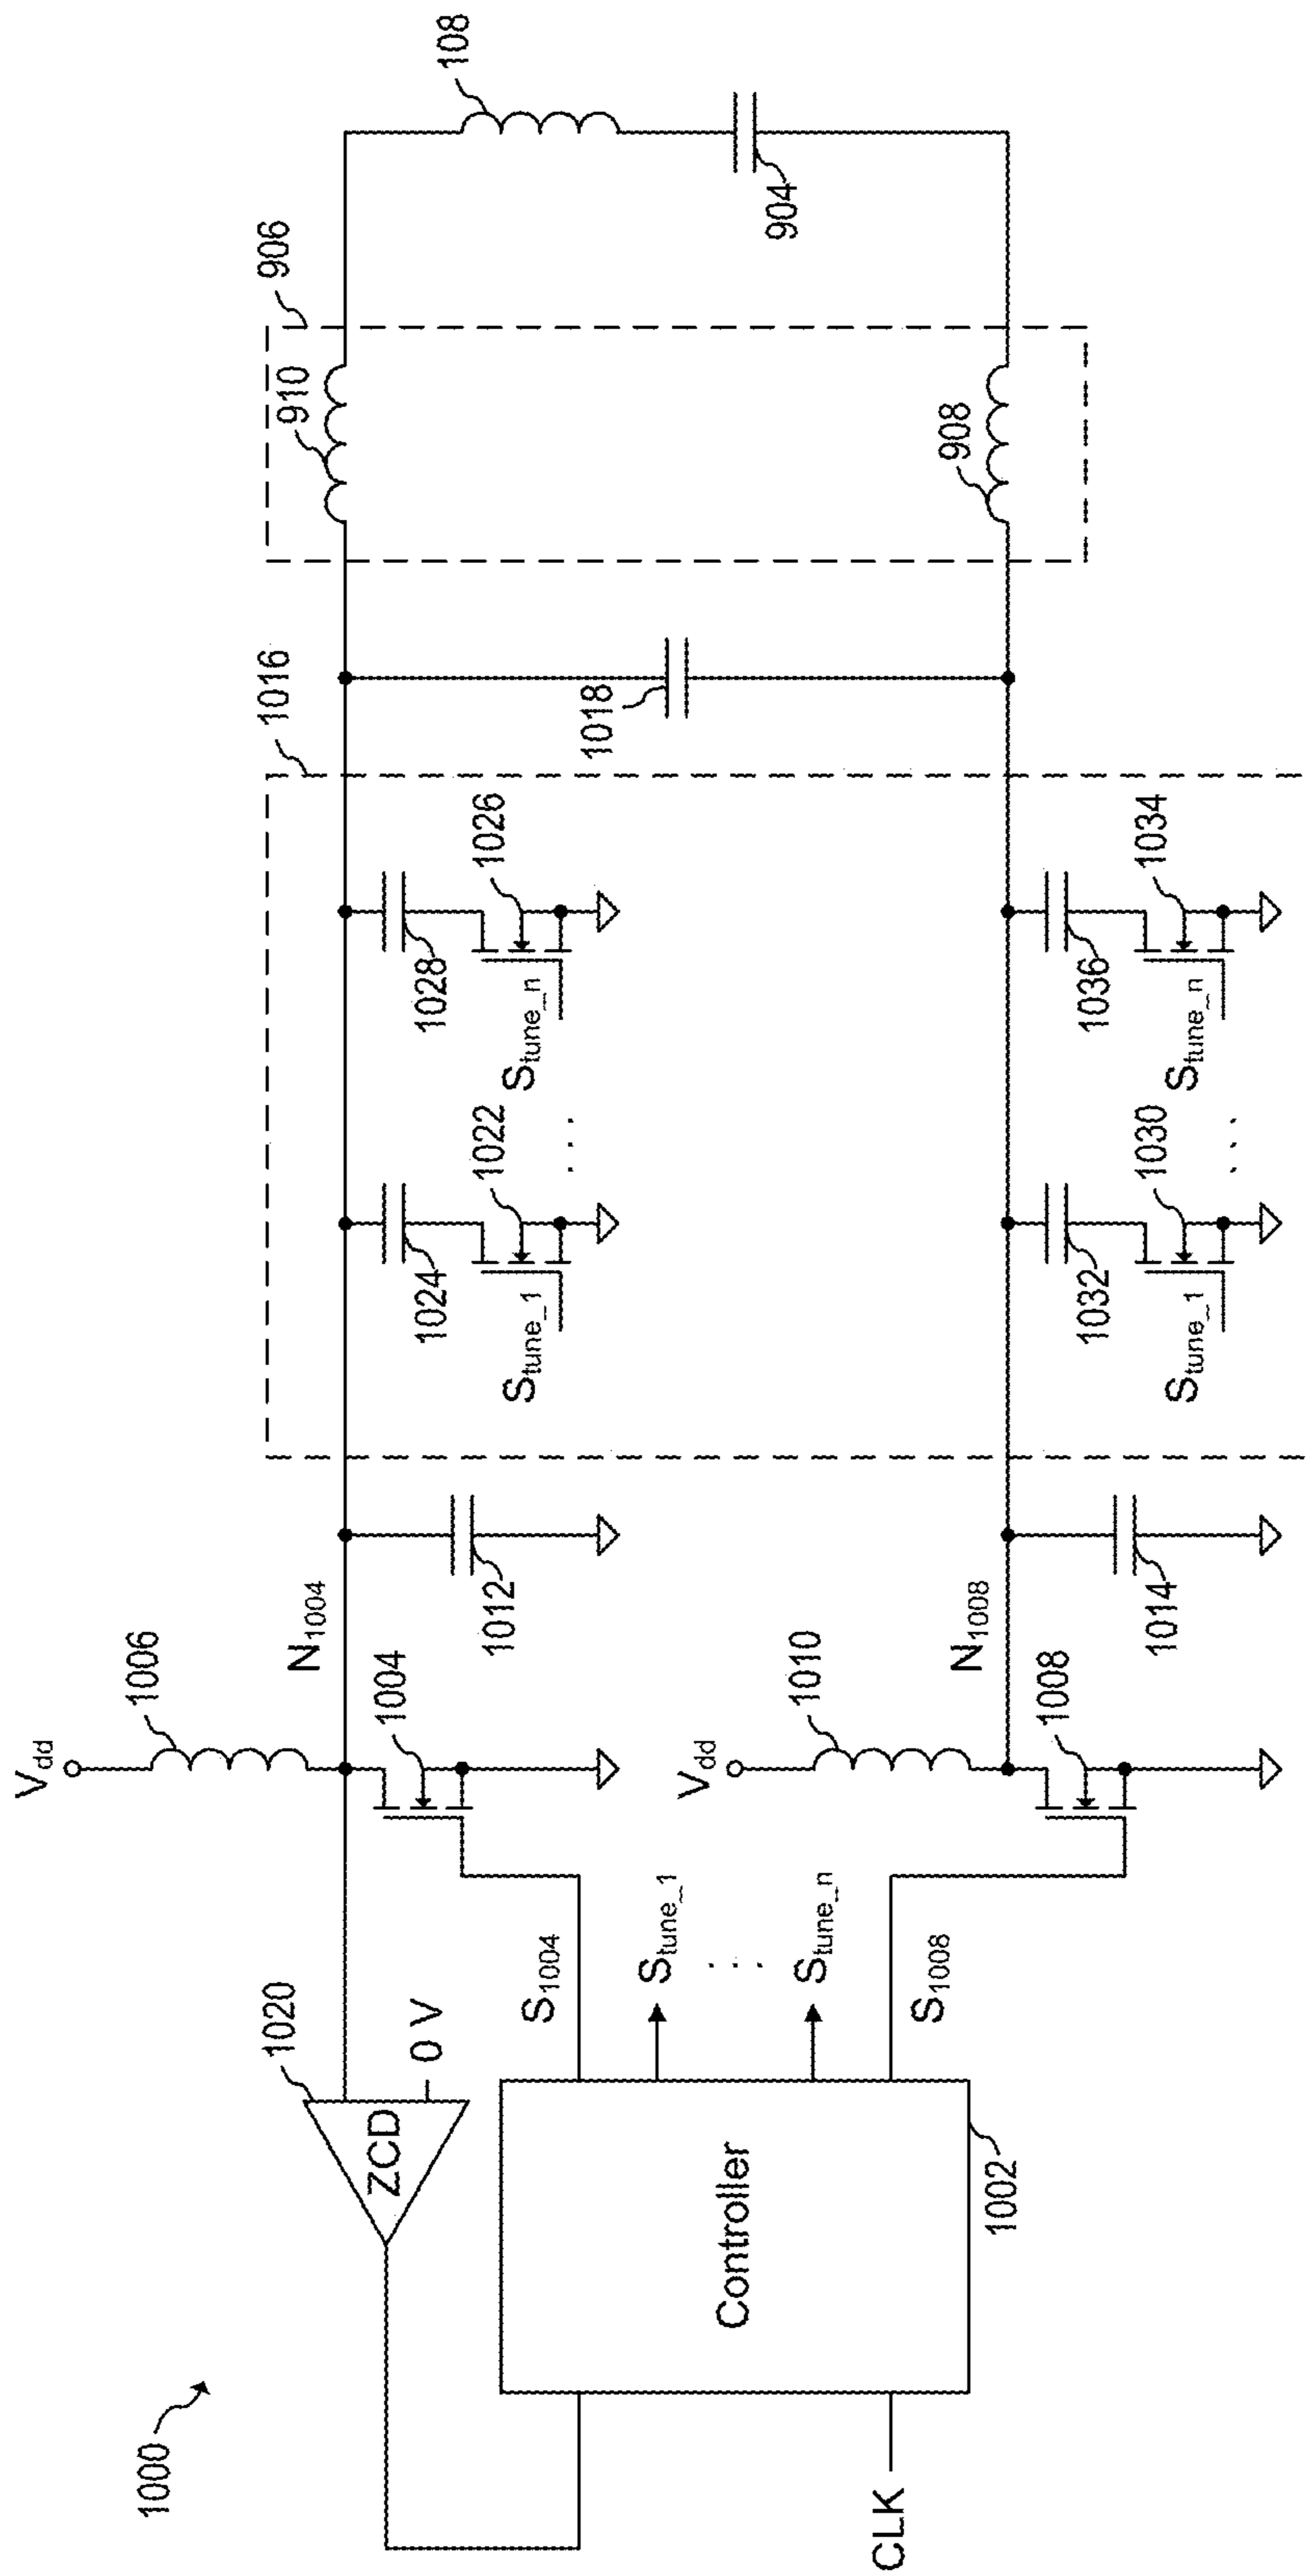 1000
CLK
Controller
1002
ZCD
1020
0 V
S1004
Stune_1
. . .
Stune_n
S1008
Vdd
1006
N1004
1004
1012
Vdd
1010
N1008
1008
1014
1016
1024
1022
Stune_1
. . .
1028
1026
Stune_n
1032
1030
Stune_1
. . .
1036
1034
Stune_n
1018
906
910
908
108
904